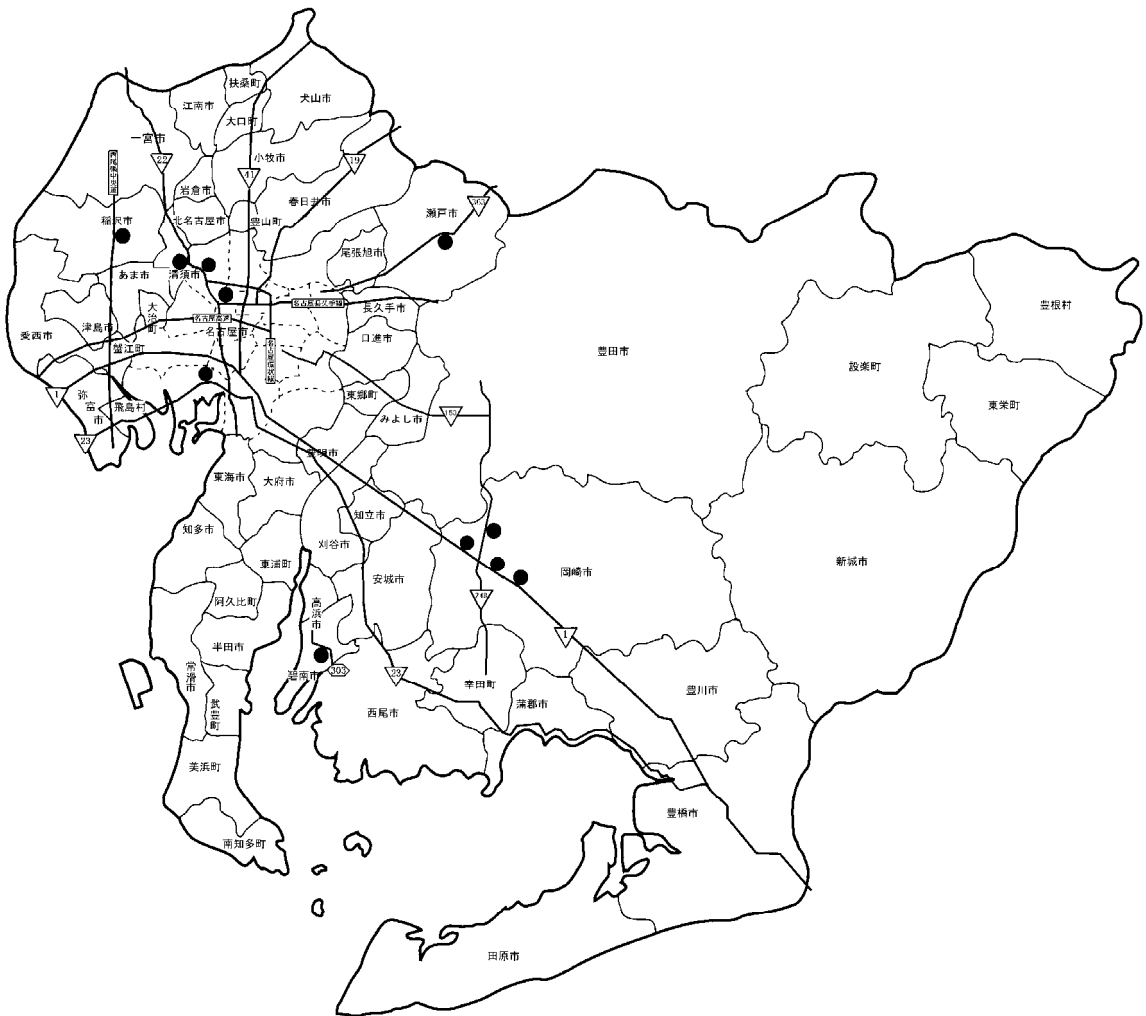 扶桑町
江南市
犬山市
大口町
一宮市
22
小牧市
19
41
岩倉市
春日井市
稲沢市
北名古屋市
豊山町
瀬戸市
363
尾張旭市
あま市
清須市
名古屋長久手線
長久手市
豊根村
愛西市
津島市
大治町
名古屋高速
名古屋市
口進市
蟹江町
豊田市
設楽町
名古屋環状線
1
弥富市
飛島村
東郷町
みよし市
153
東栄町
23
豊明市
東海市
大府市
知立市
知多市
刈谷市
東浦町
安城市
岡崎市
新城市
阿久比町
高浜市
248
半田市
1
常滑市
碧南市
303
23
幸田町
豊川市
武豊町
西尾市
蒲郡市
美浜町
豊橋市
南知多町
田原市